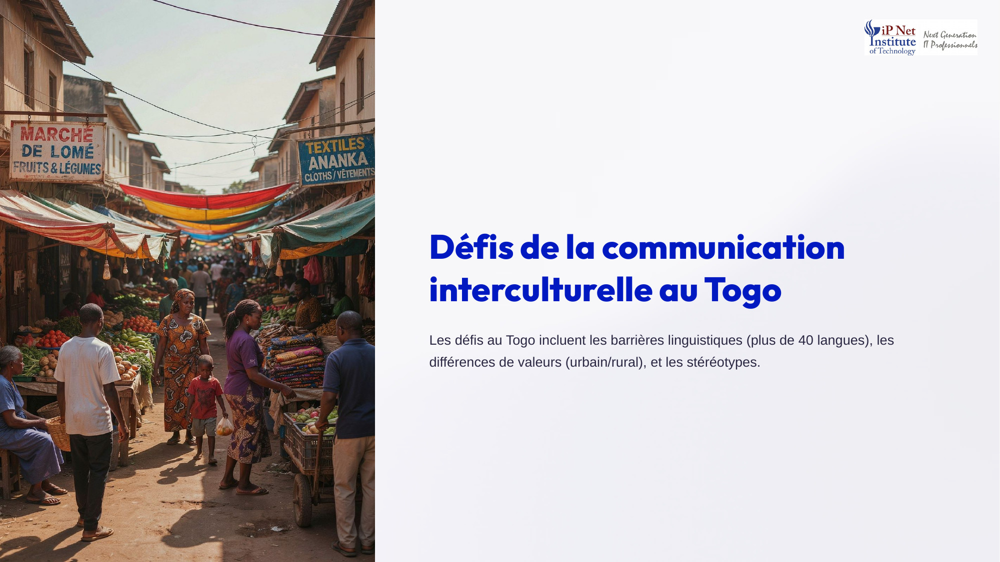 MARCHÉ
DE LOMÉ
FRUITS & LÉGUMES
TEXTILES
ANANKA
CLOTHS / VÊTEMENTS
iP Net
Institute
of Technology
Next Generation
IT Professionnels
Défis de la communication
interculturelle au Togo
Les défis au Togo incluent les barrières linguistiques (plus de 40 langues), les
différences de valeurs (urbain/rural), et les stéréotypes.